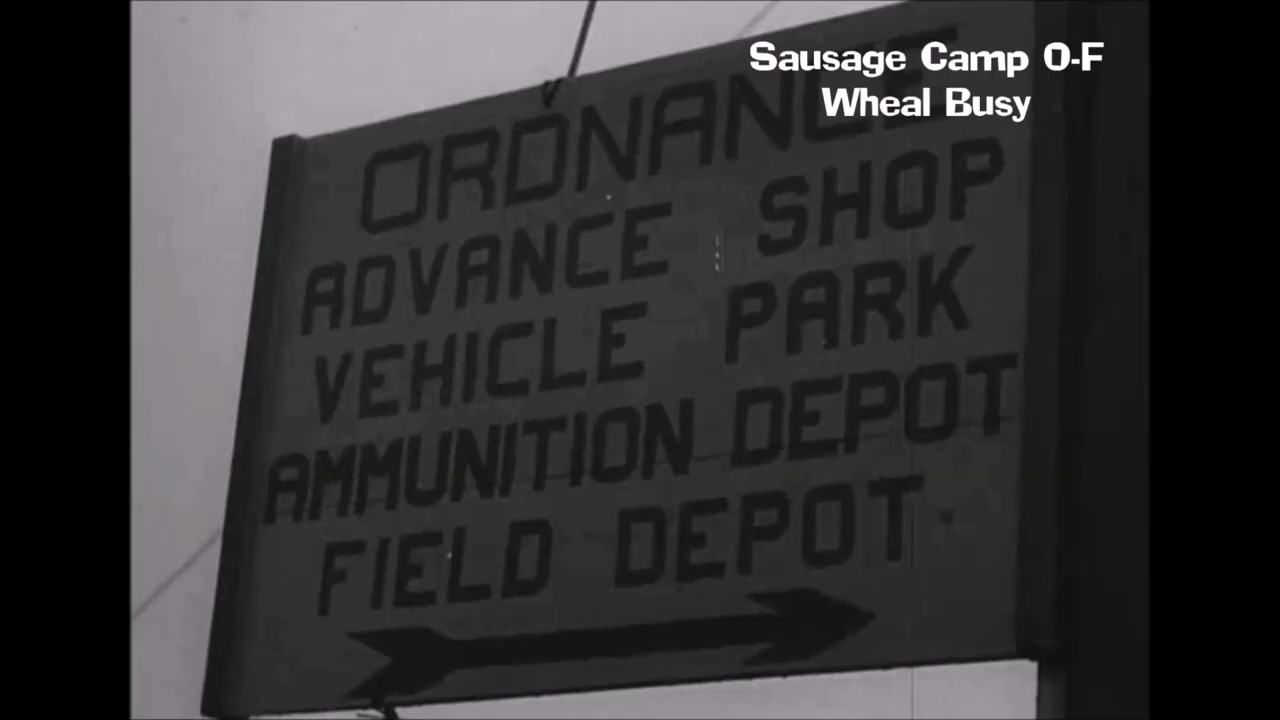 Sausage Camp O-F
Wheal Busy
ORDNANCE
ADVANCE SHOP
VEHICLE PARK
AMMUNITION DEPOT
FIELD DEPOT